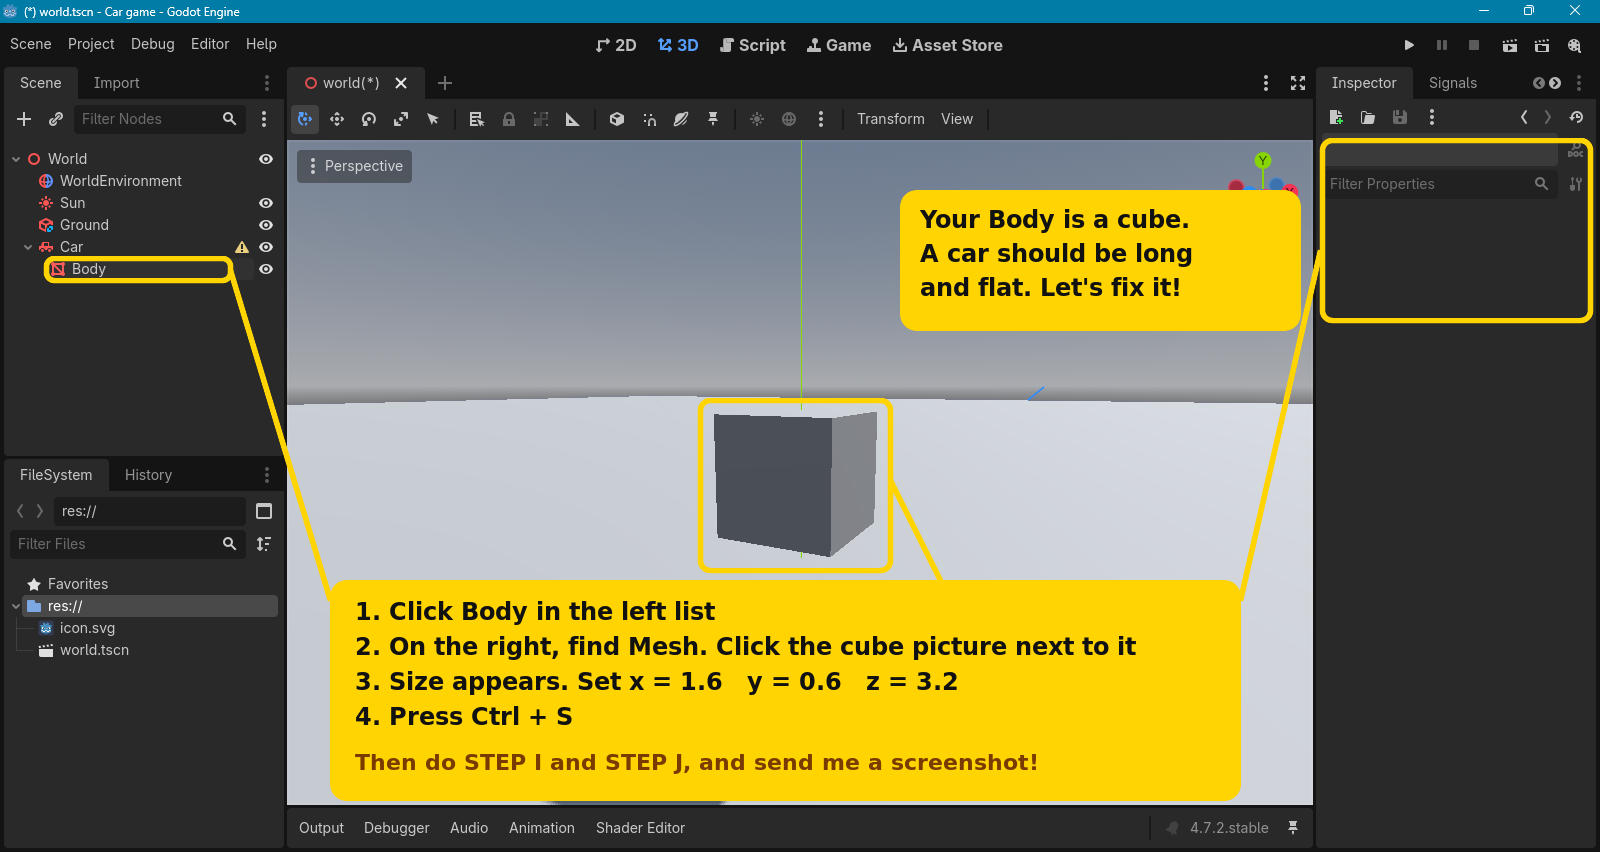 (*) world.tscn - Car game - Godot Engine
Scene Project Debug Editor Help
2D 3D Script Game Asset Store
Scene Import
world(*)
Inspector Signals
Filter Nodes
Transform View
World
WorldEnvironment
Sun
Ground
Car
Body
Perspective
Y
Your Body is a cube.
A car should be long
and flat. Let's fix it!
DOC
Filter Properties
FileSystem History
res://
Filter Files
Favorites
res://
icon.svg
world.tscn
1. Click Body in the left list
2. On the right, find Mesh. Click the cube picture next to it
3. Size appears. Set x = 1.6 y = 0.6 z = 3.2
4. Press Ctrl + S
Then do STEP I and STEP J, and send me a screenshot!
Output Debugger Audio Animation Shader Editor
4.7.2.stable